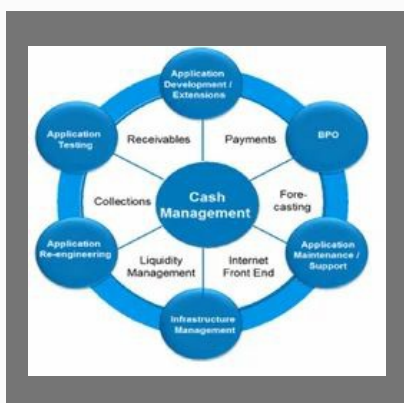 Application
Development /
Extensions
Application
Testing
Receivables
Payments
BPO
Collections
Cash
Management
Fore-
casting
Application
Re-engineering
Liquidity
Management
Internet
Front End
Application
Maintenance /
Support
Infrastructure
Management